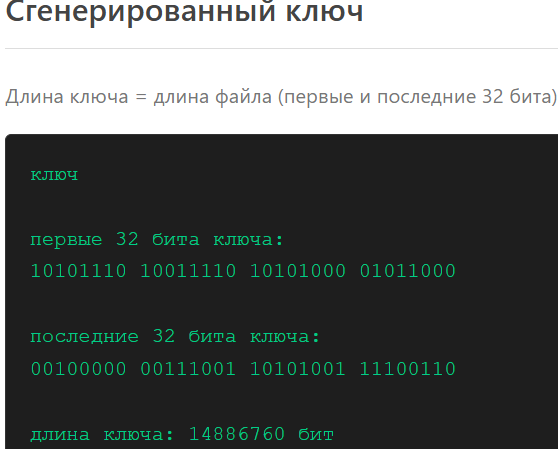 Сгенерированный ключ
Длина ключа = длина файла (первые и последние 32 бита)
ключ
первые 32 бита ключа:
10101110 10011110 10101000 01011000
последние 32 бита ключа:
00100000 00111001 10101001 11100110
длина ключа: 14886760 бит